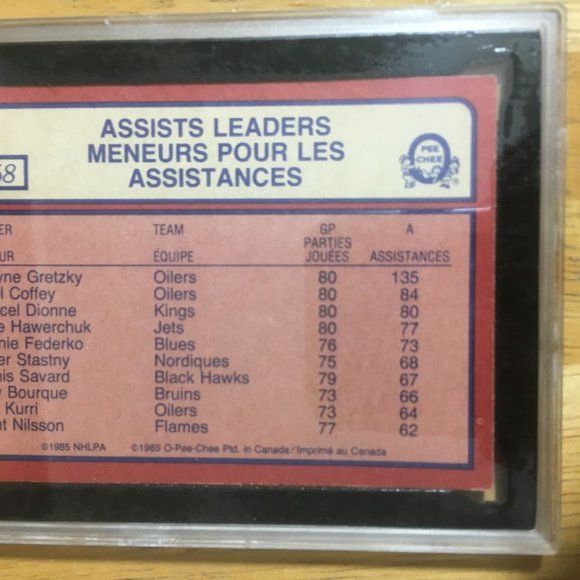 ASSISTS LEADERS
MENEURS POUR LES
ASSISTANCES
O
PEE
CHEE
58
ER TEAM GP A
UR ÉQUIPE PARTIES JOUÉES ASSISTANCES
yne Gretzky Oilers 80 135
l Coffey Oilers 80 84
cel Dionne Kings 80 80
e Hawerchuk Jets 80 77
nie Federko Blues 76 73
er Stastny Nordiques 75 68
nis Savard Black Hawks 79 67
y Bourque Bruins 73 66
Kurri Oilers 73 64
nt Nilsson Flames 77 62
©1985 NHLPA ©1985 O-Pee-Chee Ptd. in Canada/Imprimé au Canada